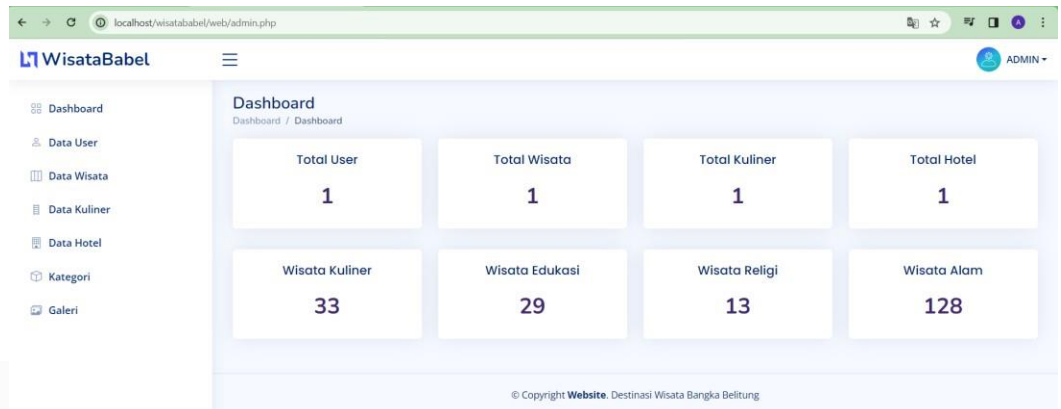 localhost/wisatababel/web/admin.php
A
WisataBabel
ADMIN
Dashboard
Data User
Data Wisata
Data Kuliner
Data Hotel
Kategori
Galeri
Dashboard
Dashboard / Dashboard
Total User
1
Total Wisata
1
Total Kuliner
1
Total Hotel
1
Wisata Kuliner
33
Wisata Edukasi
29
Wisata Religi
13
Wisata Alam
128
© Copyright Website. Destinasi Wisata Bangka Belitung